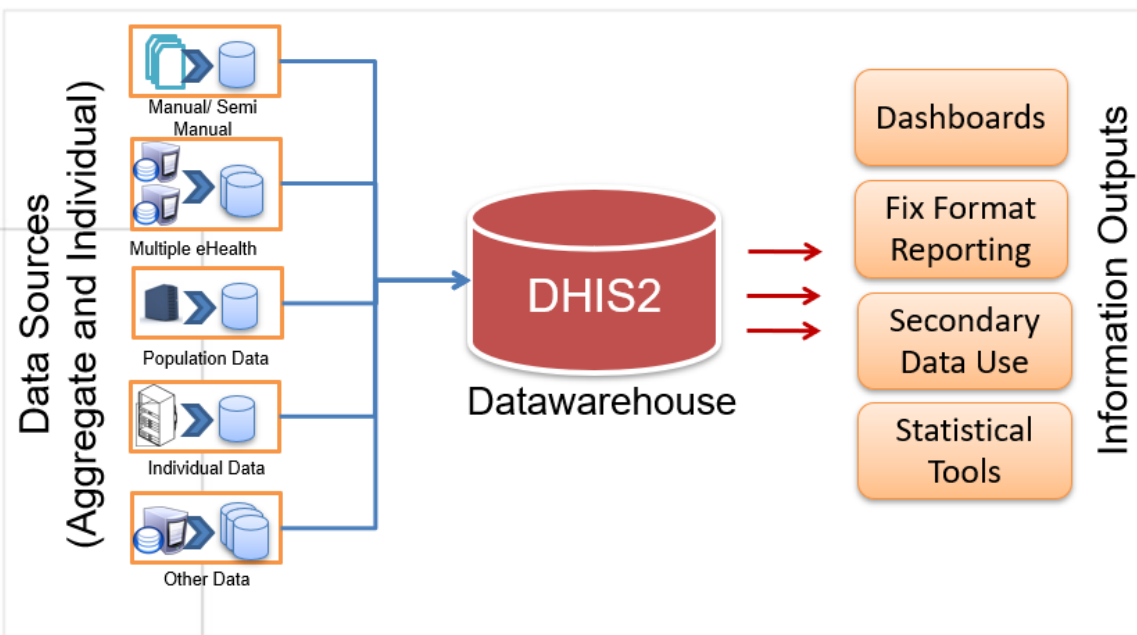 Data Sources
(Aggregate and Individual)
Manual/ Semi
Manual
Multiple eHealth
Population Data
Individual Data
Other Data
DHIS2
Datawarehouse
Dashboards
Fix Format
Reporting
Secondary
Data Use
Statistical
Tools
Information Outputs